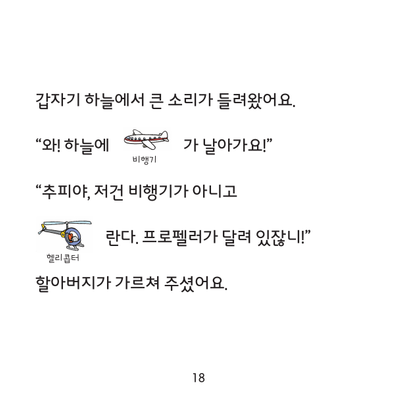 갑자기 하늘에서 큰 소리가 들려왔어요.
“와! 하늘에 비행기 가 날아가요!”
“추피야, 저건 비행기가 아니고
헬리콥터 란다. 프로펠러가 달려 있잖니!”
할아버지가 가르쳐 주셨어요.
18